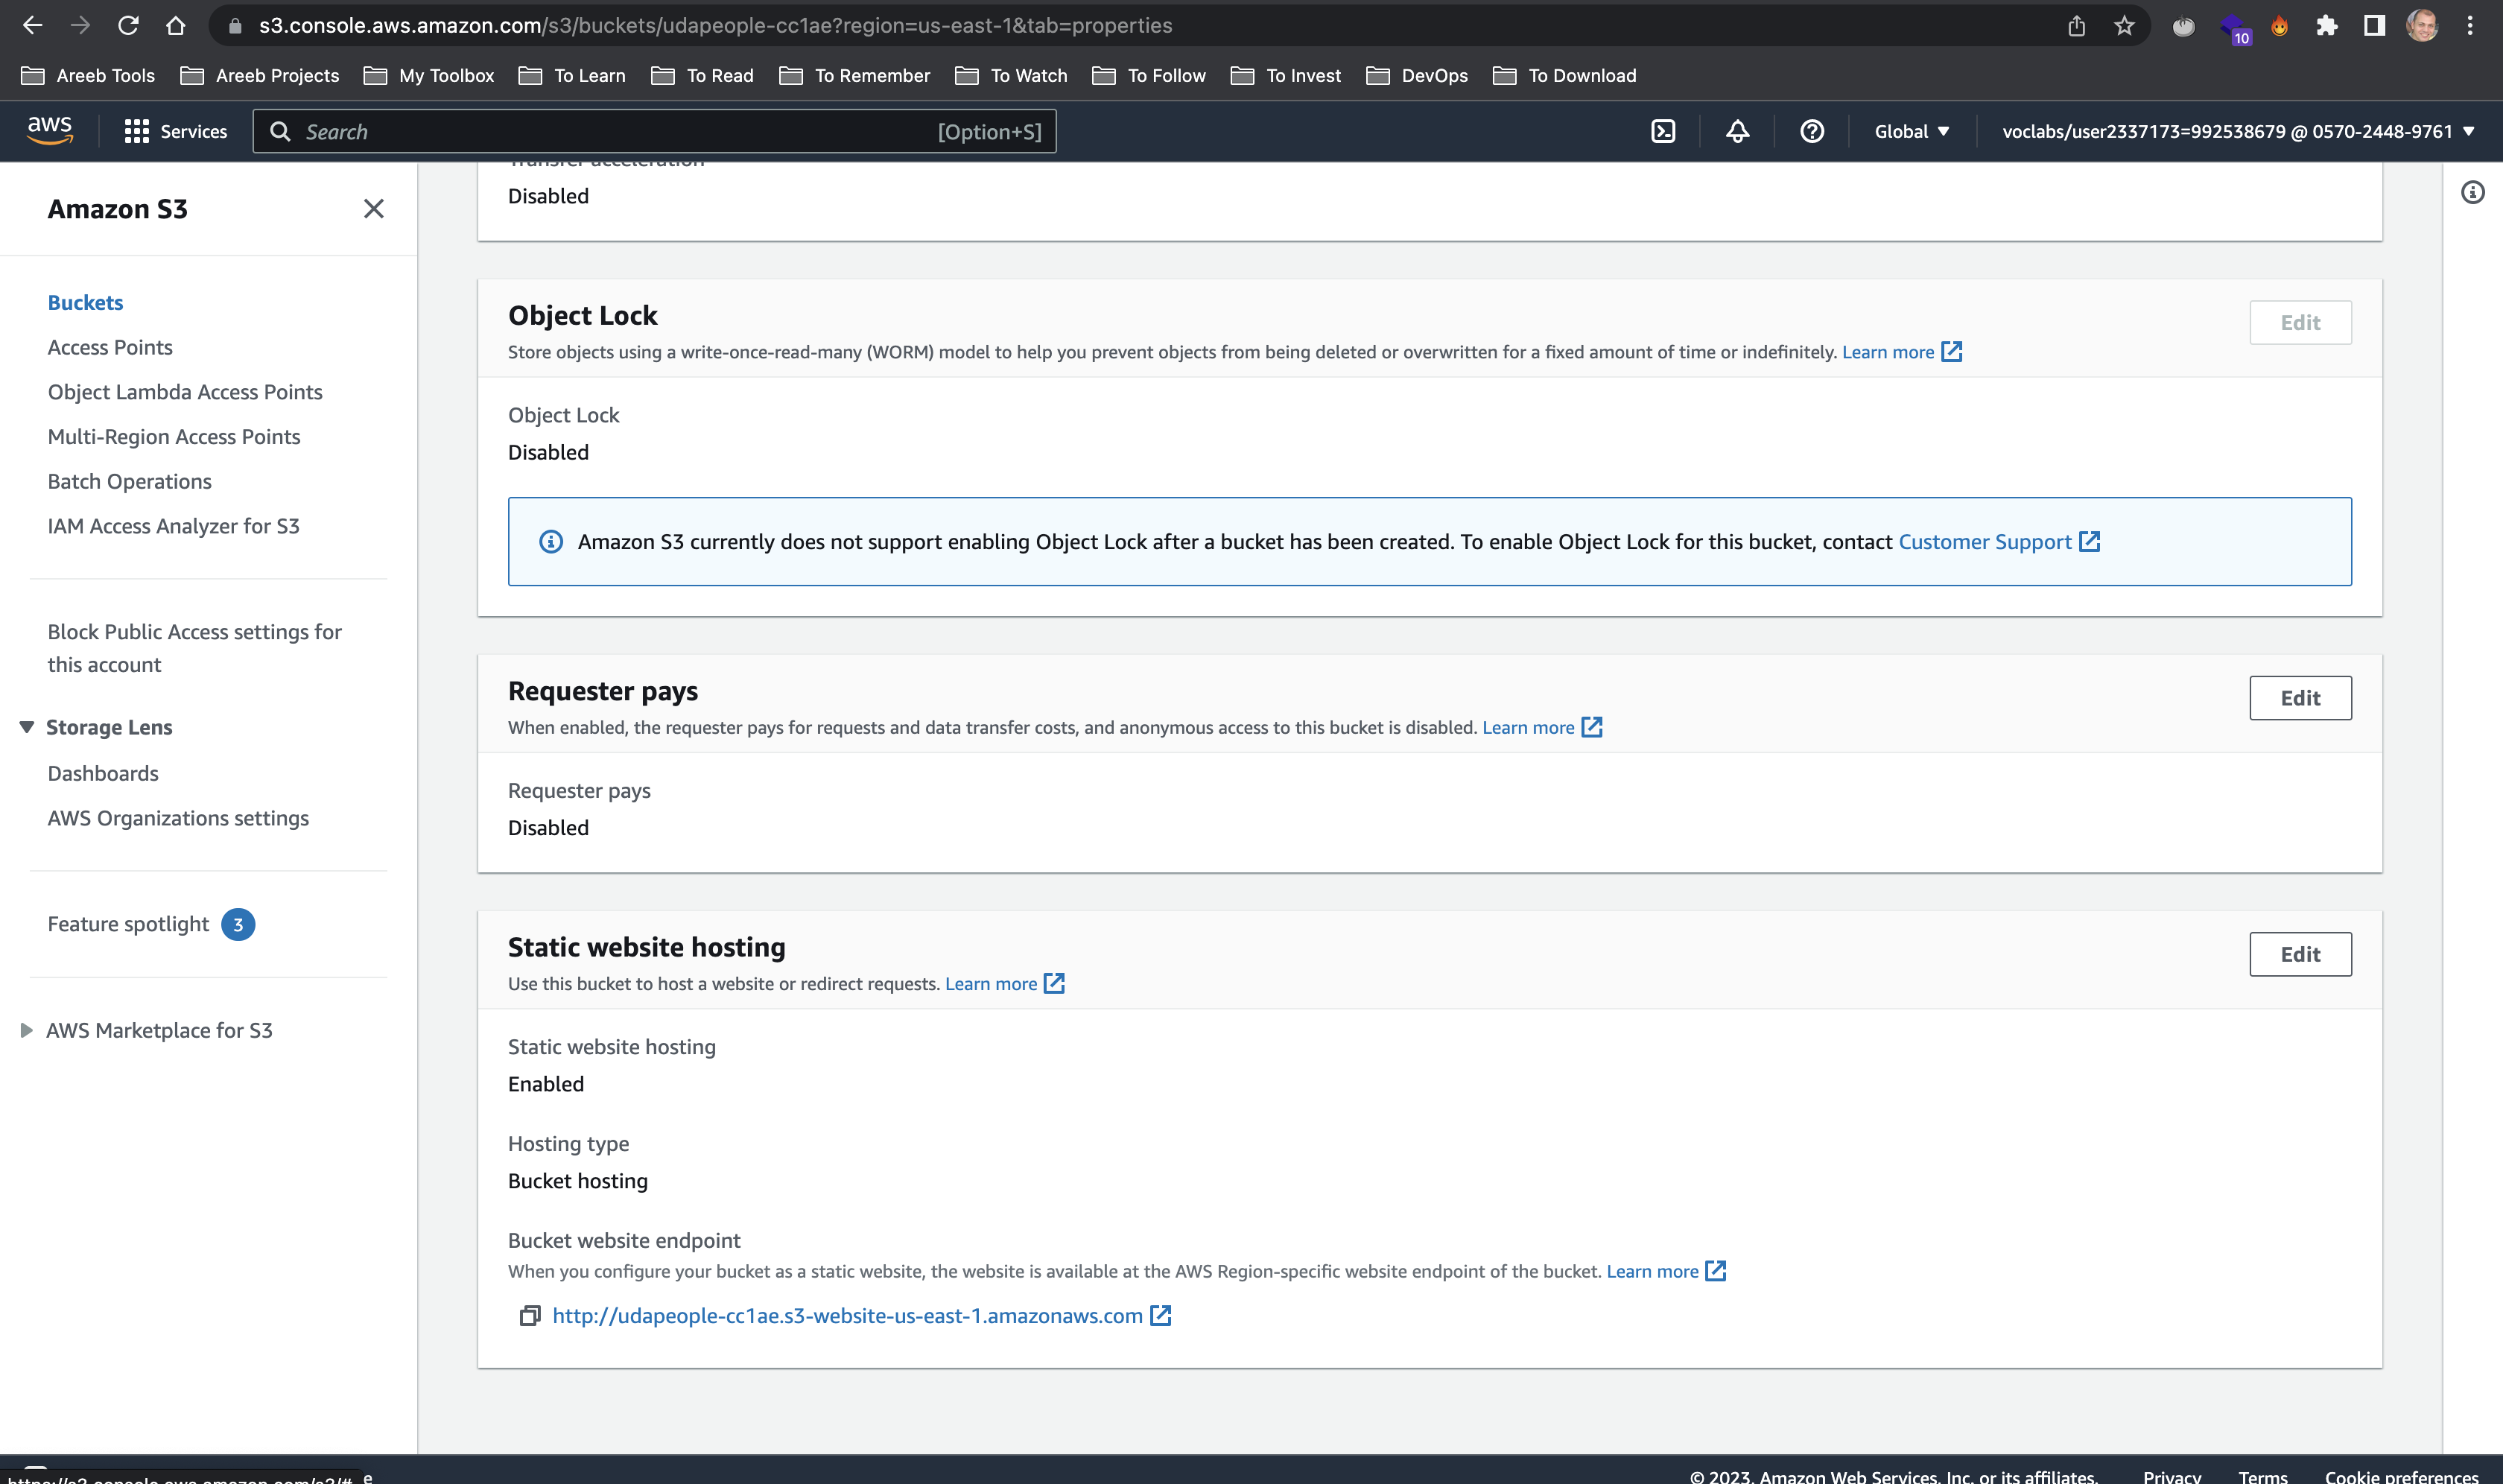 s3.console.aws.amazon.com/s3/buckets/udapeople-cc1ae?region=us-east-1&tab=properties
10
Areeb Tools Areeb Projects My Toolbox To Learn To Read To Remember To Watch To Follow To Invest DevOps To Download
aws Services Search [Option+S] Global voclabs/user2337173=992538679 @ 0570-2448-9761
Amazon S3
Buckets
Access Points
Object Lambda Access Points
Multi-Region Access Points
Batch Operations
IAM Access Analyzer for S3
Block Public Access settings for
this account
Storage Lens
Dashboards
AWS Organizations settings
Feature spotlight 3
AWS Marketplace for S3
Transfer acceleration
Disabled
Object Lock
Edit
Store objects using a write-once-read-many (WORM) model to help you prevent objects from being deleted or overwritten for a fixed amount of time or indefinitely. Learn more
Object Lock
Disabled
Amazon S3 currently does not support enabling Object Lock after a bucket has been created. To enable Object Lock for this bucket, contact Customer Support
Requester pays
Edit
When enabled, the requester pays for requests and data transfer costs, and anonymous access to this bucket is disabled. Learn more
Requester pays
Disabled
Static website hosting
Edit
Use this bucket to host a website or redirect requests. Learn more
Static website hosting
Enabled
Hosting type
Bucket hosting
Bucket website endpoint
When you configure your bucket as a static website, the website is available at the AWS Region-specific website endpoint of the bucket. Learn more
http://udapeople-cc1ae.s3-website-us-east-1.amazonaws.com
https://s3.console.aws.amazon.com/s3/#
© 2023, Amazon Web Services, Inc. or its affiliates. Privacy Terms Cookie preferences